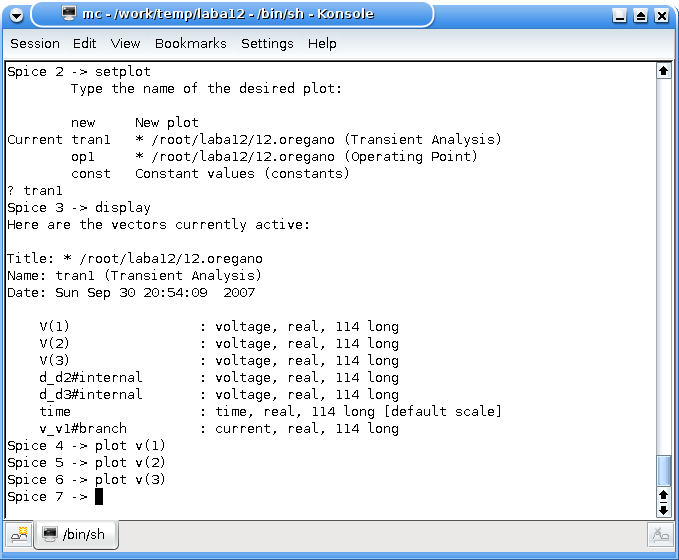 mc - /work/temp/laba12 - /bin/sh - Konsole
Session Edit View Bookmarks Settings Help
Spice 2 -> setplot
Type the name of the desired plot:
new New plot
Current tran1 * /root/laba12/12.oregano (Transient Analysis)
op1 * /root/laba12/12.oregano (Operating Point)
const Constant values (constants)
? tran1
Spice 3 -> display
Here are the vectors currently active:
Title: * /root/laba12/12.oregano
Name: tran1 (Transient Analysis)
Date: Sun Sep 30 20:54:09 2007
V(1) : voltage, real, 114 long
V(2) : voltage, real, 114 long
V(3) : voltage, real, 114 long
d_d2#internal : voltage, real, 114 long
d_d3#internal : voltage, real, 114 long
time : time, real, 114 long [default scale]
v_v1#branch : current, real, 114 long
Spice 4 -> plot v(1)
Spice 5 -> plot v(2)
Spice 6 -> plot v(3)
Spice 7 ->
/bin/sh